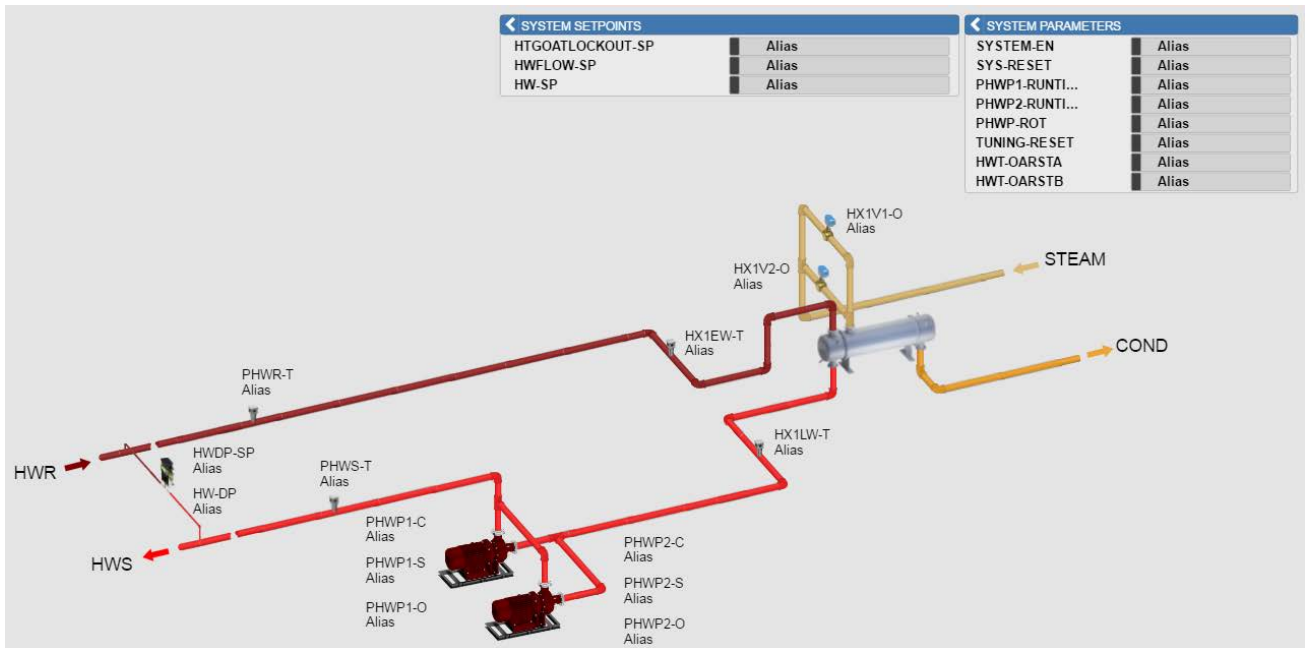 SYSTEM SETPOINTS
HTGOATLOCKOUT-SP Alias
HWFLOW-SP Alias
HW-SP Alias
SYSTEM PARAMETERS
SYSTEM-EN Alias
SYS-RESET Alias
PHWP1-RUNTI... Alias
PHWP2-RUNTI... Alias
PHWP-ROT Alias
TUNING-RESET Alias
HWT-OARSTA Alias
HWT-OARSTB Alias
HX1V1-O
Alias
HX1V2-O
Alias
STEAM
HX1EW-T
Alias
COND
PHWR-T
Alias
HX1LW-T
Alias
HWR
HWDP-SP
Alias
HW-DP
Alias
PHWS-T
Alias
HWS
PHWP1-C
Alias
PHWP1-S
Alias
PHWP1-O
Alias
PHWP2-C
Alias
PHWP2-S
Alias
PHWP2-O
Alias